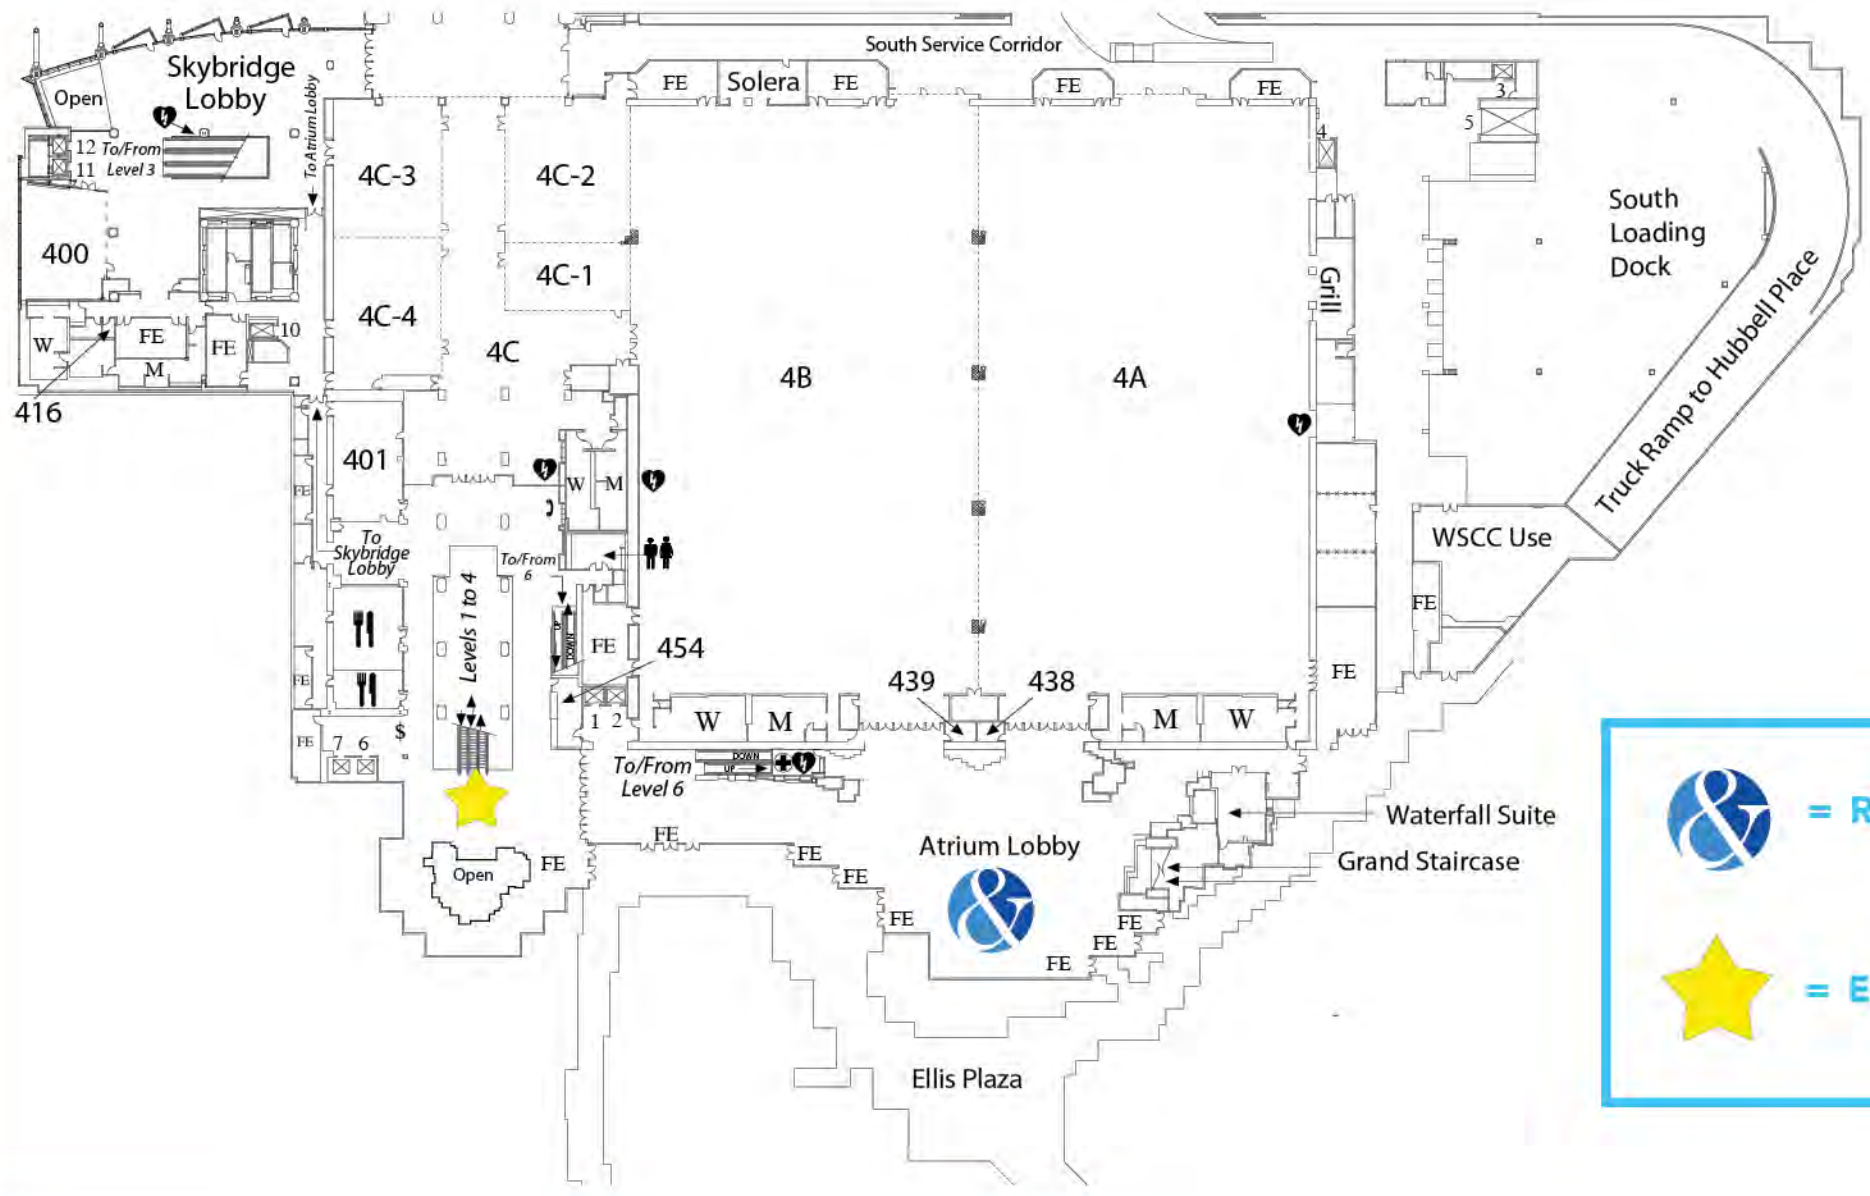 South Service Corridor
Skybridge
Lobby
Open
To Atrium Lobby
FE
Solera
FE
FE
FE
3
5
4
12
11
To/From
Level 3
4C-3
4C-2
South
Loading
Dock
400
4C-1
Grill
4C-4
10
W
FE
FE
M
4C
4B
4A
Truck Ramp to Hubbell Place
416
401
W
M
FE
To
Skybridge
Lobby
To/From
6
Levels 1 to 4
WSCC Use
FE
UP
DOWN
FE
454
FE
FE
439
438
1
2
W
M
M
W
FE
7
6
$
To/From
Level 6
DOWN
UP
Waterfall Suite
Grand Staircase
FE
Atrium Lobby
FE
FE
FE
Open
&
FE
FE
FE
FE
Ellis Plaza
& = R
= E